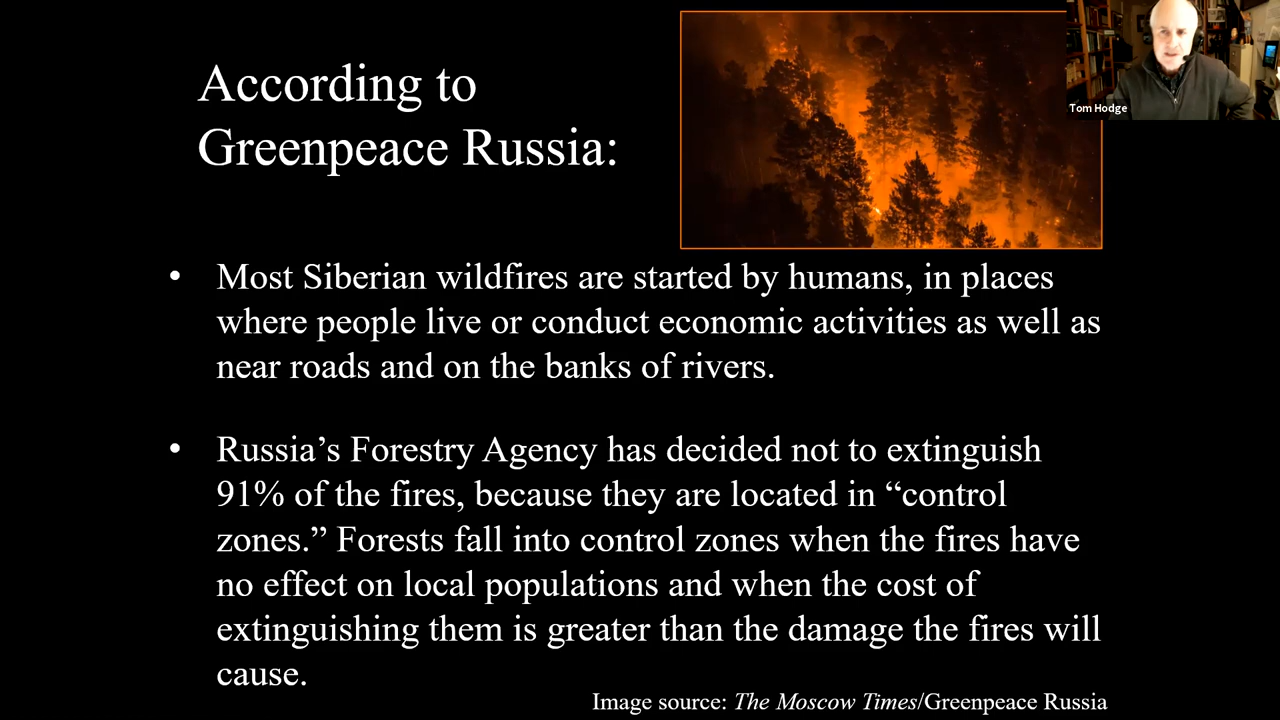 According to
Greenpeace Russia:
Tom Hodge
• Most Siberian wildfires are started by humans, in places
where people live or conduct economic activities as well as
near roads and on the banks of rivers.
• Russia’s Forestry Agency has decided not to extinguish
91% of the fires, because they are located in “control
zones.” Forests fall into control zones when the fires have
no effect on local populations and when the cost of
extinguishing them is greater than the damage the fires will
cause.
Image source: The Moscow Times/Greenpeace Russia